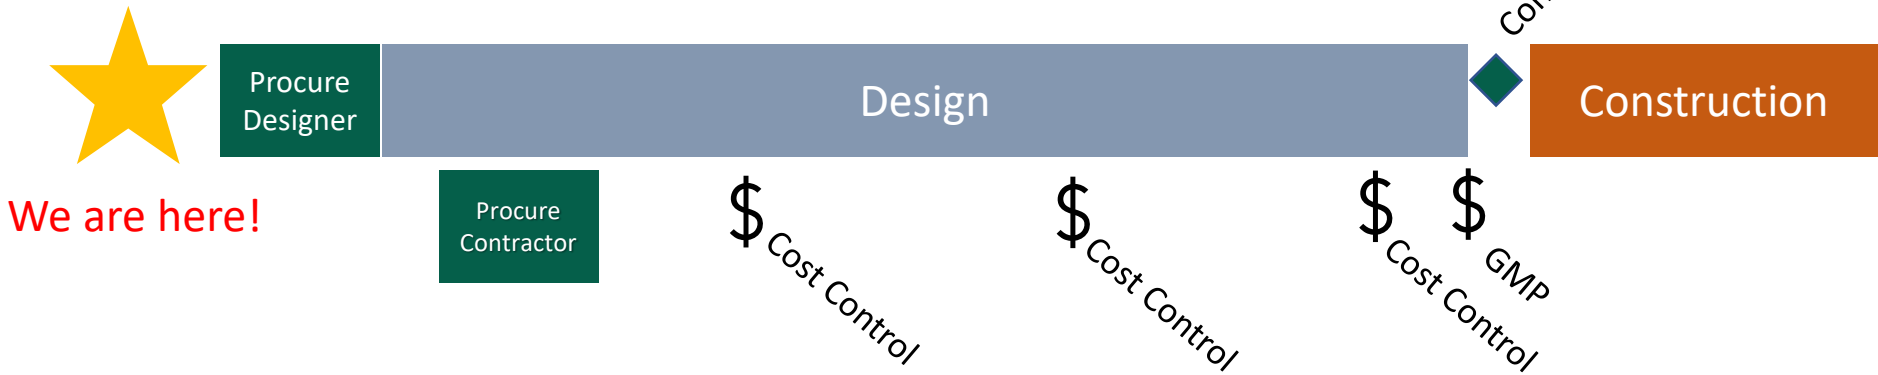 Procure
Designer
Design
Construction
We are here!
Procure
Contractor
$
Cost Control
$
Cost Control
$
Cost Control
$
GMP